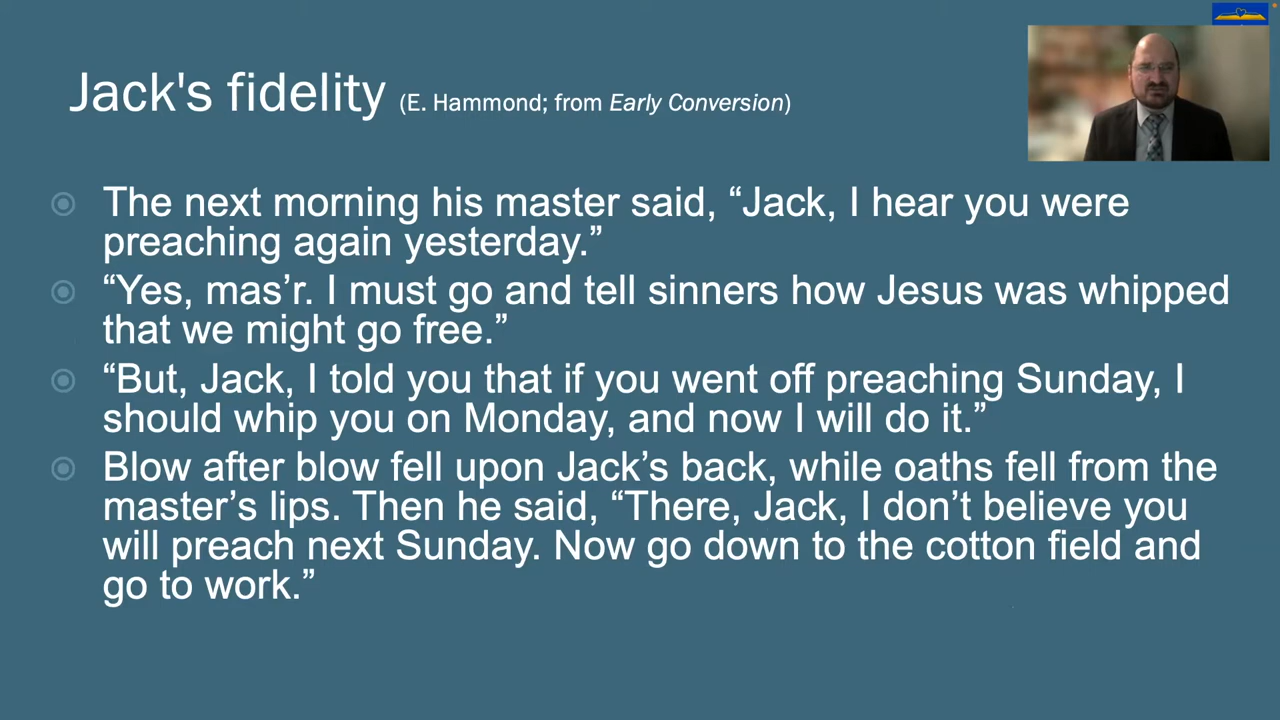 Jack's fidelity (E. Hammond; from Early Conversion)
The next morning his master said, “Jack, I hear you were
preaching again yesterday.”
“Yes, mas’r. I must go and tell sinners how Jesus was whipped
that we might go free.”
“But, Jack, I told you that if you went off preaching Sunday, I
should whip you on Monday, and now I will do it.”
Blow after blow fell upon Jack’s back, while oaths fell from the
master’s lips. Then he said, “There, Jack, I don’t believe you
will preach next Sunday. Now go down to the cotton field and
go to work.”